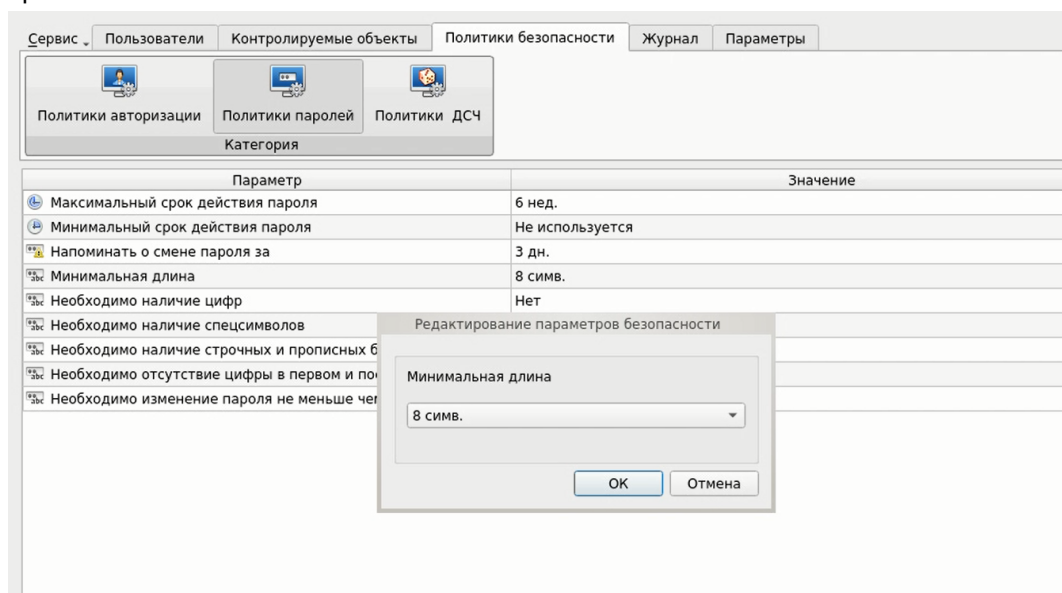 Сервис Пользователи Контролируемые объекты Политики безопасности Журнал Параметры
Политики авторизации Политики паролей Политики ДСЧ
Категория
Параметр Значение
Максимальный срок действия пароля 6 нед.
Минимальный срок действия пароля Не используется
Напоминать о смене пароля за 3 дн.
Минимальная длина 8 симв.
Необходимо наличие цифр Нет
Необходимо наличие спецсимволов
Необходимо наличие строчных и прописных
Необходимо отсутствие цифры в первом и
Необходимо изменение пароля не меньше
Редактирование параметров безопасности
Минимальная длина
8 симв.
ОК Отмена